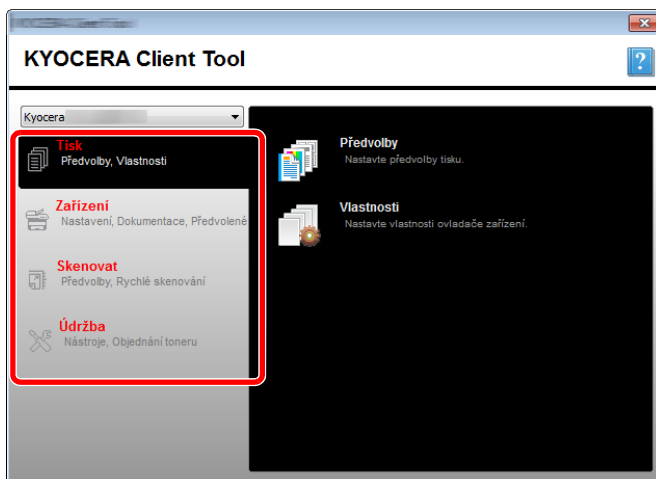 KYOCERA Client Tool
?
Kyocera
Tisk
Předvolby, Vlastnosti
Zařízení
Nastavení, Dokumentace, Předvolené
Skenovat
Předvolby, Rychlé skenování
Údržba
Nástroje, Objednání toneru
Předvolby
Nastavte předvolby tisku.
Vlastnosti
Nastavte vlastnosti ovladače zařízení.